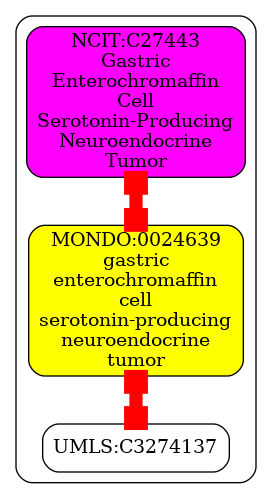 NCIT:C27443
Gastric
Enterochromaffin
Cell
Serotonin-Producing
Neuroendocrine
Tumor
MONDO:0024639
gastric
enterochromaffin
cell
serotonin-producing
neuroendocrine
tumor
UMLS:C3274137